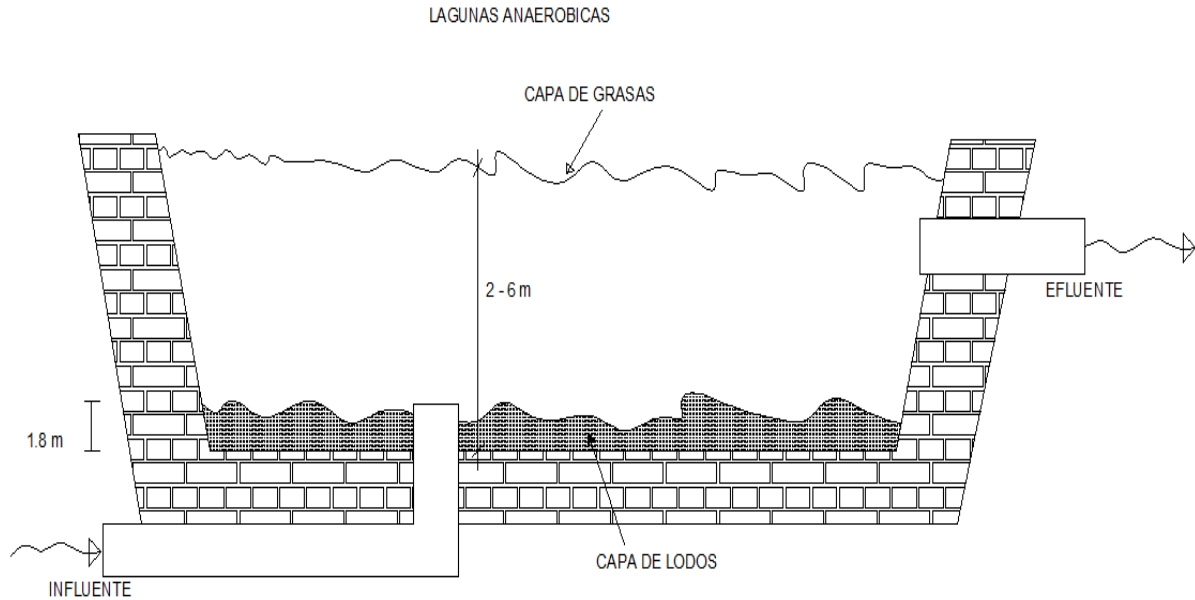 LAGUNAS ANAEROBICAS
CAPA DE GRASAS
2 - 6 m
EFLUENTE
1.8 m
CAPA DE LODOS
INFLUENTE